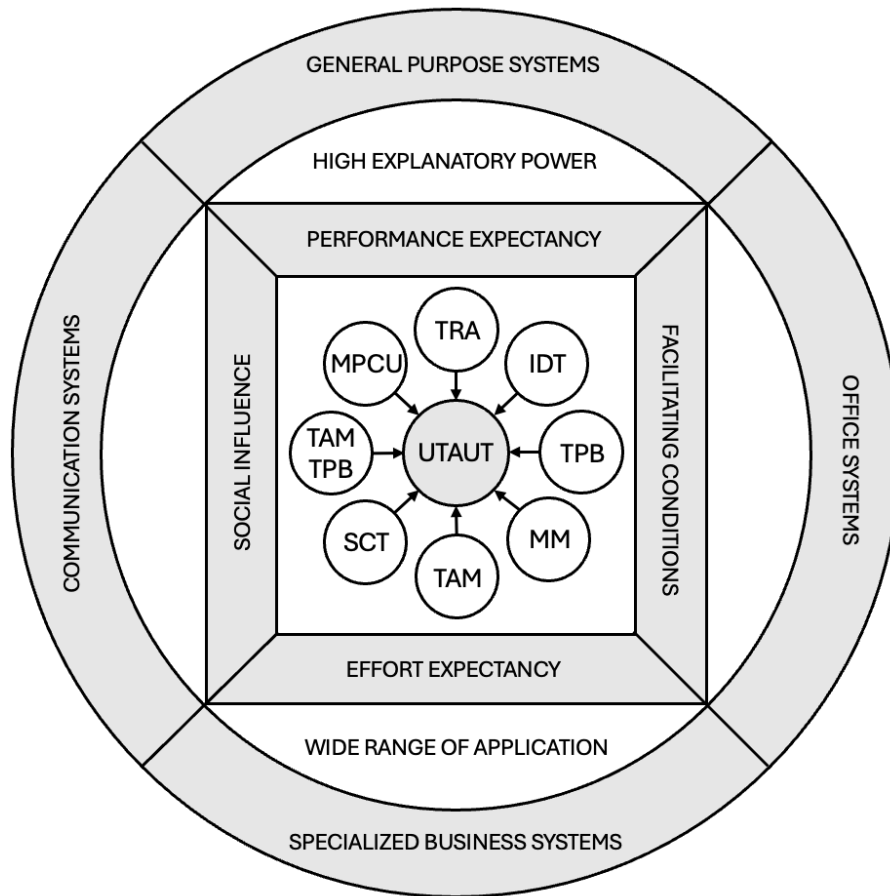 GENERAL PURPOSE SYSTEMS
HIGH EXPLANATORY POWER
PERFORMANCE EXPECTANCY
COMMUNICATION SYSTEMS
SOCIAL INFLUENCE
TRA
MPCU
IDT
TAM
TPB
UTAUT
TPB
SCT
MM
TAM
FACILITATING CONDITIONS
OFFICE SYSTEMS
EFFORT EXPECTANCY
WIDE RANGE OF APPLICATION
SPECIALIZED BUSINESS SYSTEMS